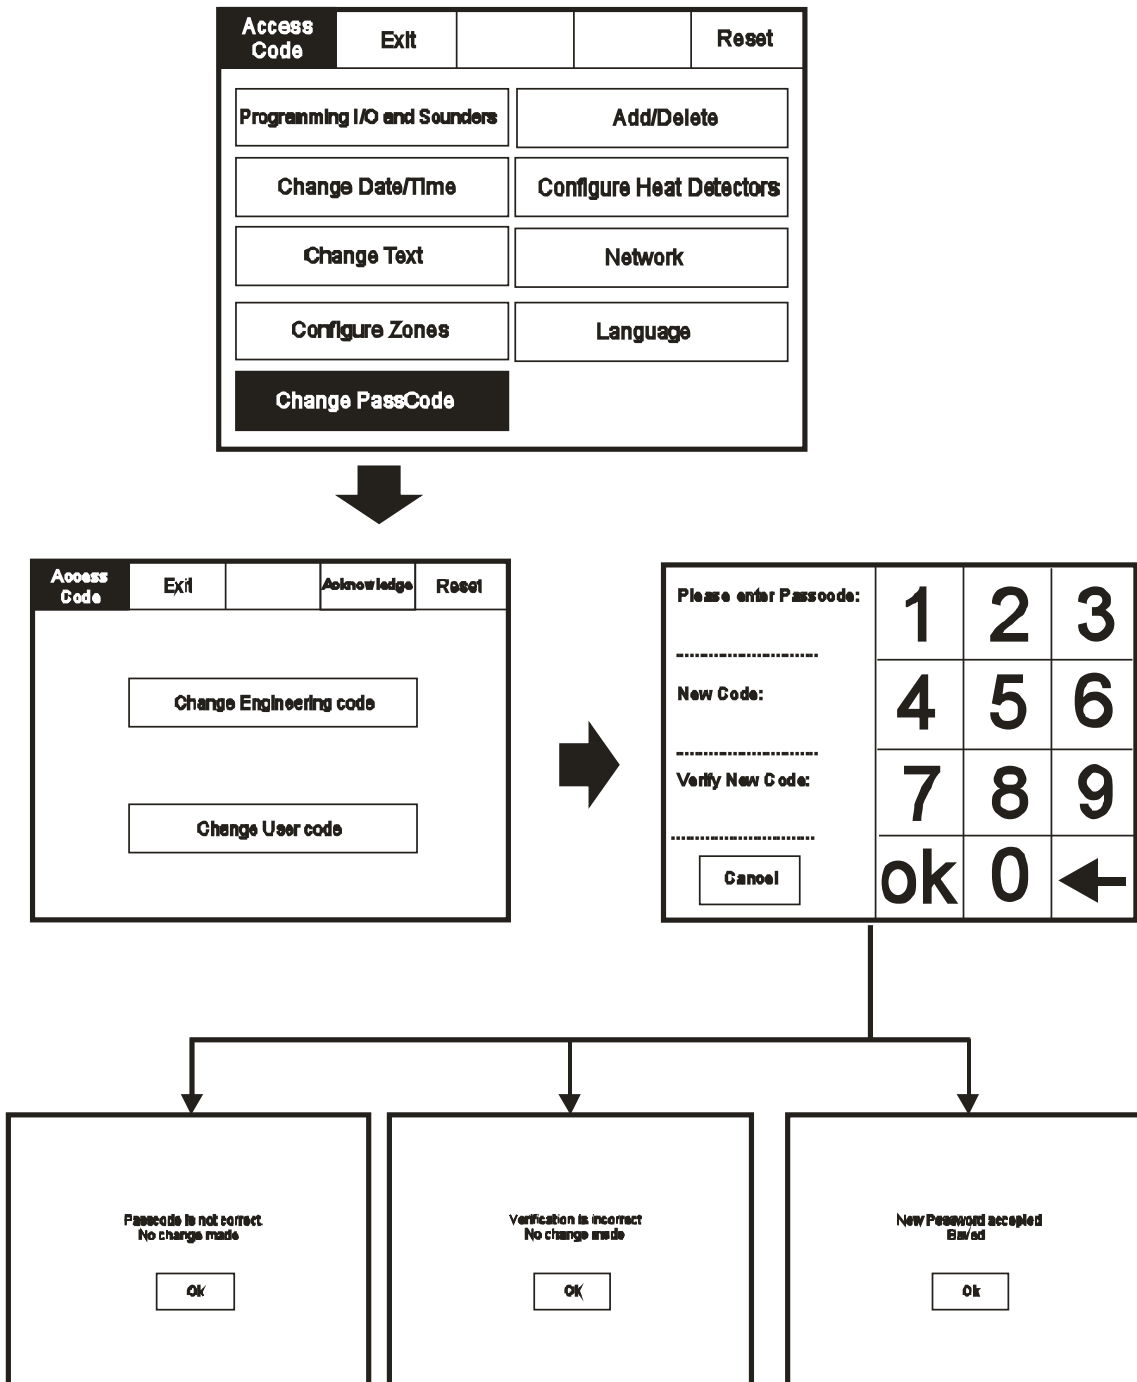 Access
Code
Exit
Reset
Programming I/O and Sounders
Add/Delete
Change Date/Time
Configure Heat Detectors
Change Text
Network
Configure Zones
Language
Change PassCode
Access
Code
Exit
Acknowledge
Reset
Change Engineering code
Change User code
Please enter Passcode:
New Code:
Verify New Code:
Cancel
1 2 3
4 5 6
7 8 9
ok 0
Passcode is not correct
No change made
Ok
Verification is incorrect
No change made
OK
New Password accepted
Saved
Ok